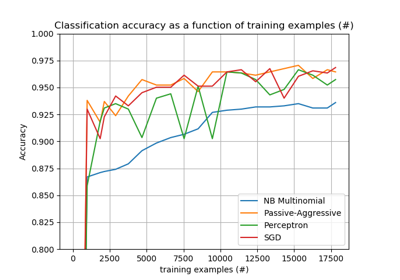 Classification accuracy as a function of training examples (#)
1.000
0.975
0.950
0.925
0.900
0.875
0.850
0.825
0.800
Accuracy
NB Multinomial
Passive-Aggressive
Perceptron
SGD
0 2500 5000 7500 10000 12500 15000 17500
training examples (#)